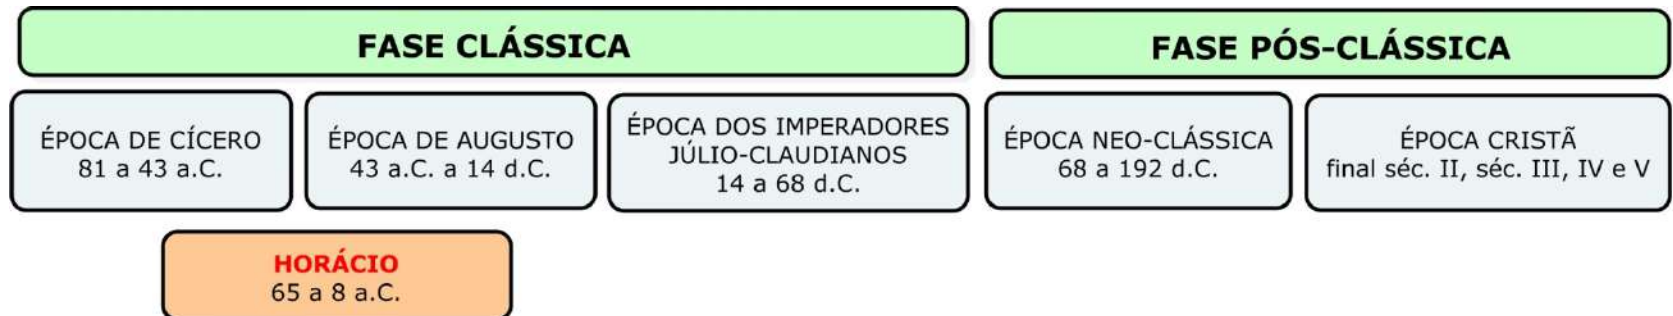 FASE CLÁSSICA
FASE PÓS-CLÁSSICA
ÉPOCA DE CÍCERO
81 a 43 a.C.
ÉPOCA DE AUGUSTO
43 a.C. a 14 d.C.
ÉPOCA DOS IMPERADORES
JÚLIO-CLAUDIANOS
14 a 68 d.C.
ÉPOCA NEO-CLÁSSICA
68 a 192 d.C.
ÉPOCA CRISTÃ
final séc. II, séc. III, IV e V
HORÁCIO
65 a 8 a.C.